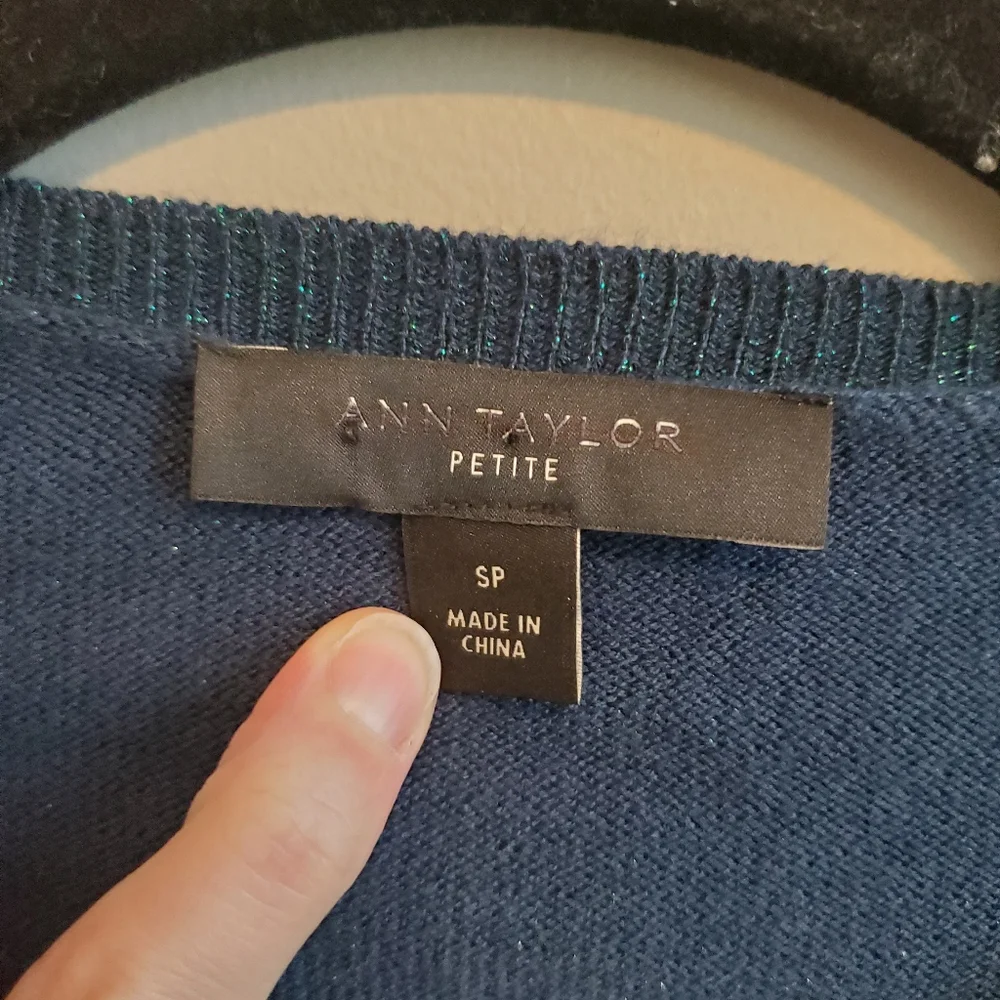 ANN TAYLOR
PETITE
SP
MADE IN
CHINA